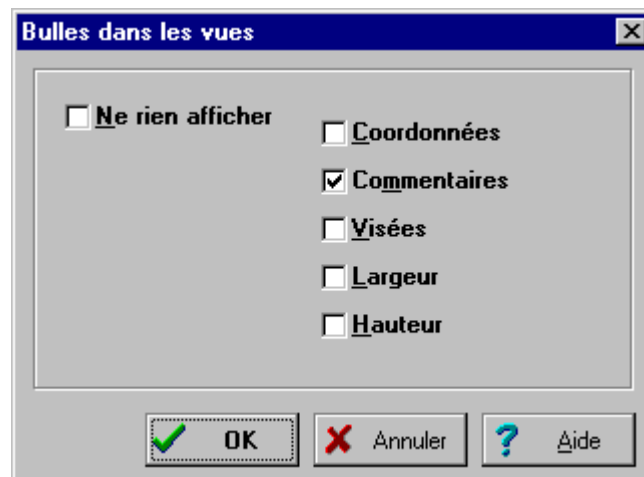 Bulles dans les vues
Ne rien afficher
Coordonnées
Commentaires
Visées
Largeur
Hauteur
OK
Annuler
Aide